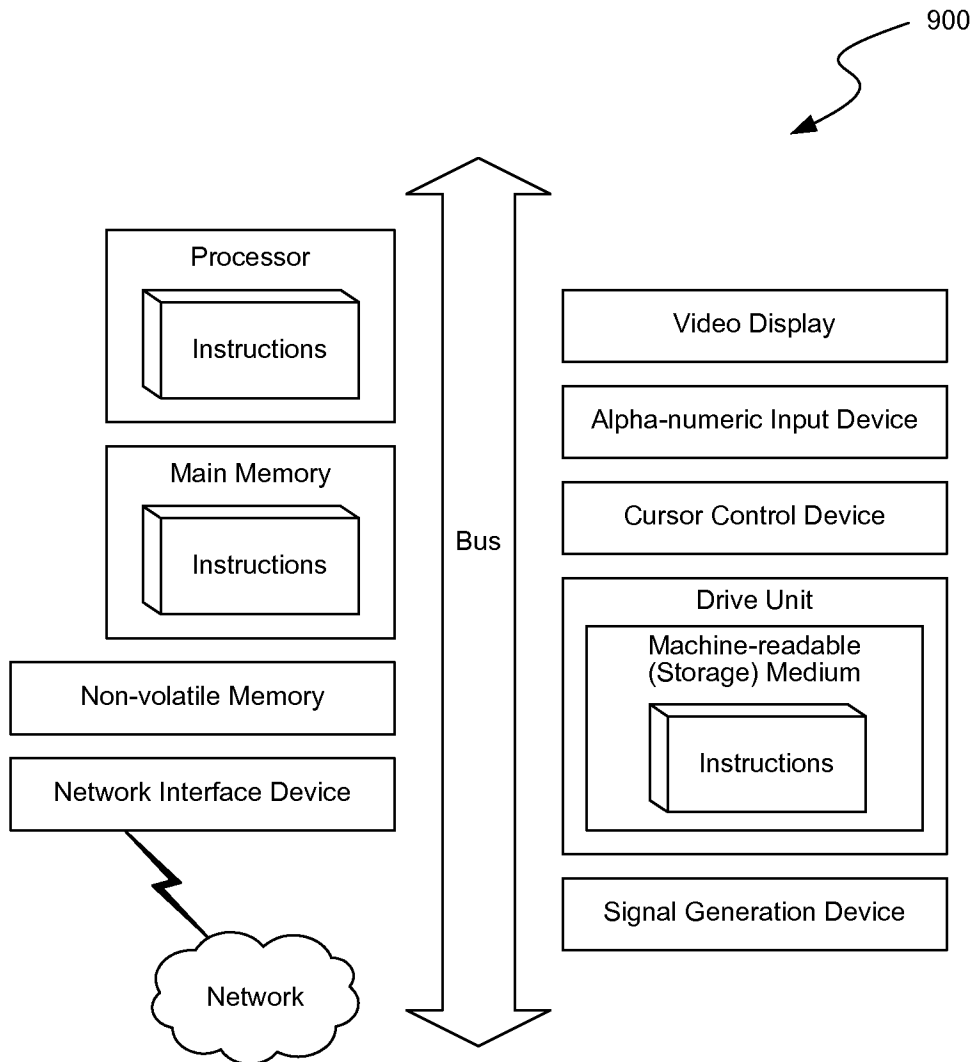 900
Processor
Instructions
Main Memory
Instructions
Non-volatile Memory
Network Interface Device
Network
Bus
Video Display
Alpha-numeric Input Device
Cursor Control Device
Drive Unit
Machine-readable
(Storage) Medium
Instructions
Signal Generation Device